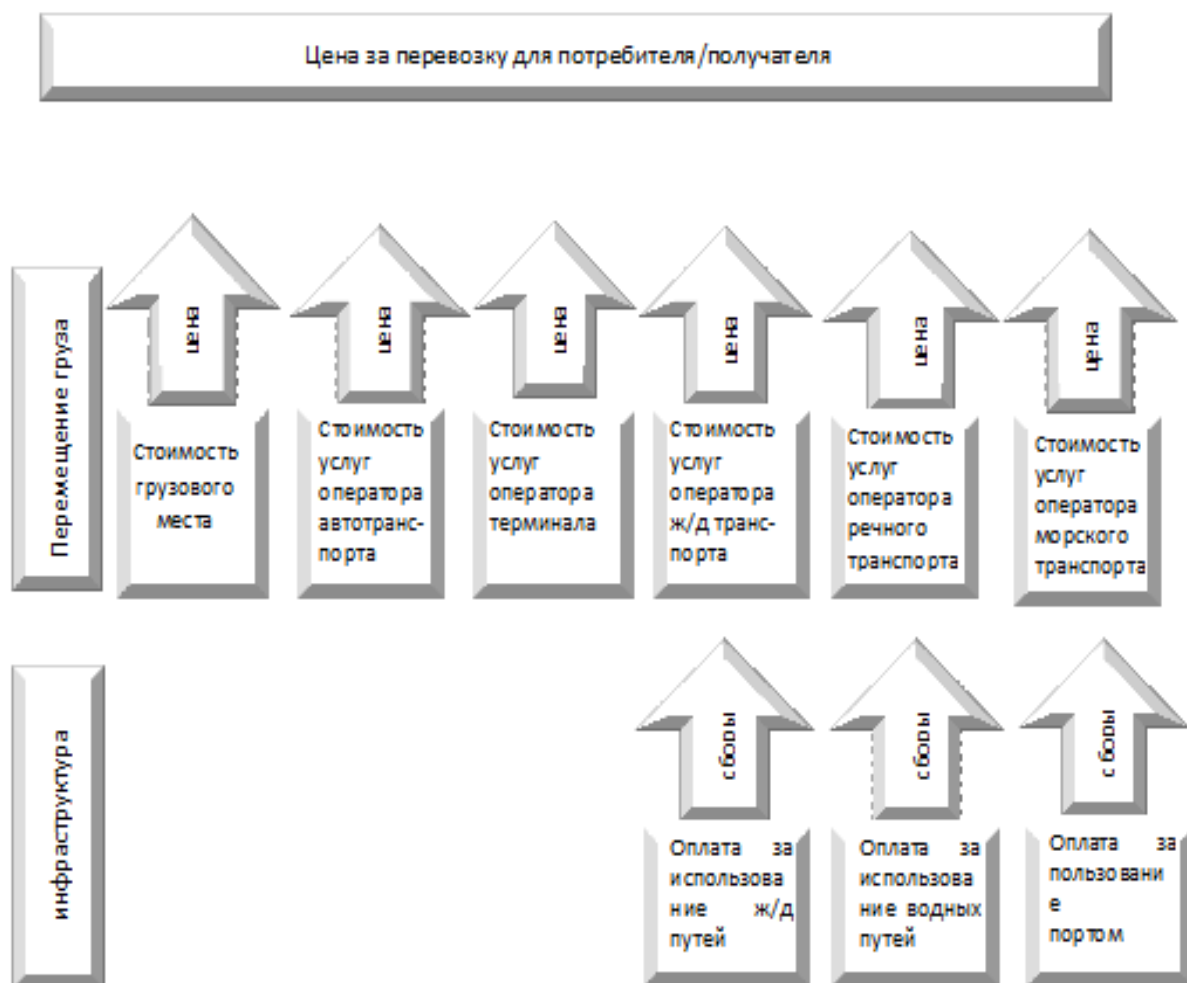 Цена за перевозку для потребителя/получателя
Перемещение груза
цена
цена
цена
цена
цена
цена
Стоимость
грузового
места
Стоимость
услуг
оператора
автотранс-
порта
Стоимость
услуг
оператора
терминала
Стоимость
услуг
оператора
ж/д транс-
порта
Стоимость
услуг
оператора
речного
транспорта
Стоимость
услуг
оператора
морского
транспорта
инфраструктура
сборы
сборы
сборы
Оплата за
использова
ние ж/д
путей
Оплата за
использова
ние водных
путей
Оплата за
пользовани
е
портом